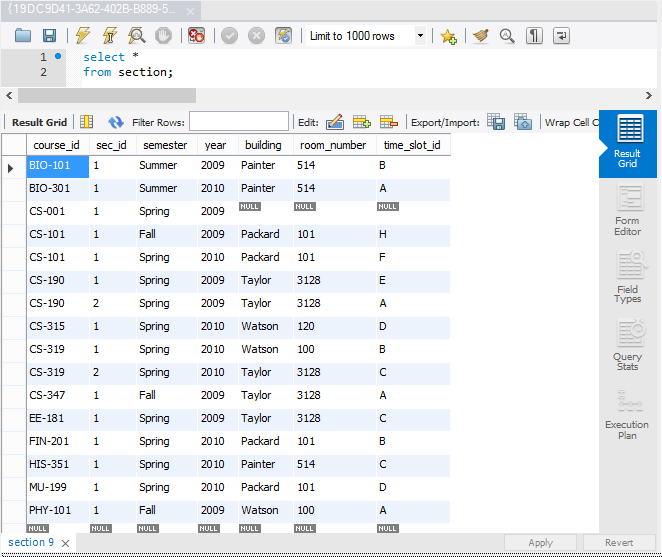 {19DC9D41-3A62-402B-B889-5...
Limit to 1000 rows
1 select *
2 from section;
Result Grid Filter Rows: Edit: Export/Import: Wrap Cell C
course_id sec_id semester year building room_number time_slot_id
BIO-101 1 Summer 2009 Painter 514 B
BIO-301 1 Summer 2010 Painter 514 A
CS-001 1 Spring 2009 NULL NULL NULL
CS-101 1 Fall 2009 Packard 101 H
CS-101 1 Spring 2010 Packard 101 F
CS-190 1 Spring 2009 Taylor 3128 E
CS-190 2 Spring 2009 Taylor 3128 A
CS-315 1 Spring 2010 Watson 120 D
CS-319 1 Spring 2010 Watson 100 B
CS-319 2 Spring 2010 Taylor 3128 C
CS-347 1 Fall 2009 Taylor 3128 A
EE-181 1 Spring 2009 Taylor 3128 C
FIN-201 1 Spring 2010 Packard 101 B
HIS-351 1 Spring 2010 Painter 514 C
MU-199 1 Spring 2010 Packard 101 D
PHY-101 1 Fall 2009 Watson 100 A
NULL NULL NULL NULL NULL NULL NULL
Result
Grid
Form
Editor
Field
Types
Query
Stats
Execution
Plan
section 9 Apply Revert